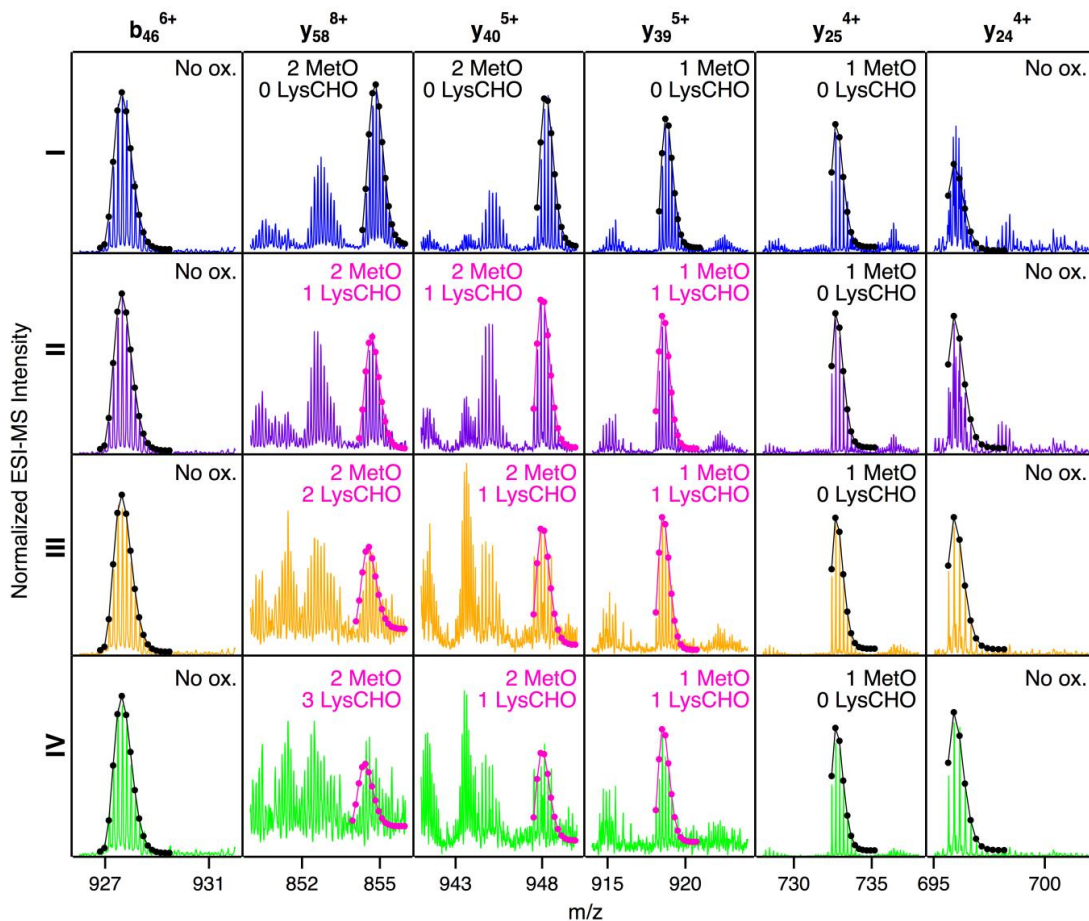 b46 6+ y58 8+ y40 5+ y39 5+ y25 4+ y24 4+
Normalized ESI-MS Intensity
I
No ox.
2 MetO
0 LysCHO
2 MetO
0 LysCHO
1 MetO
0 LysCHO
1 MetO
0 LysCHO
No ox.
II
No ox.
2 MetO
1 LysCHO
2 MetO
1 LysCHO
1 MetO
1 LysCHO
1 MetO
0 LysCHO
No ox.
III
No ox.
2 MetO
2 LysCHO
2 MetO
1 LysCHO
1 MetO
1 LysCHO
1 MetO
0 LysCHO
No ox.
IV
No ox.
2 MetO
3 LysCHO
2 MetO
1 LysCHO
1 MetO
1 LysCHO
1 MetO
0 LysCHO
No ox.
927 931 852 855 943 948 915 920 730 735 695 700
m/z